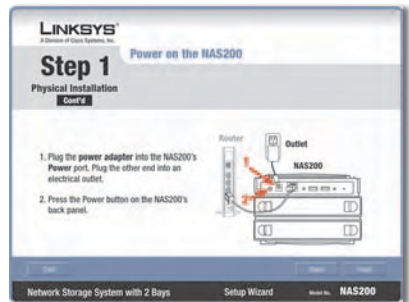 LINKSYS®
A Division of Cisco Systems, Inc.
Power on the NAS200
Step 1
Physical Installation
Cont'd
1. Plug the power adapter into the NAS200's
Power port. Plug the other end into an
electrical outlet.
2. Press the Power button on the NAS200's
back panel.
Router
Outlet
NAS200
1
2
Network Storage System with 2 Bays
Setup Wizard
Model No.
NAS200